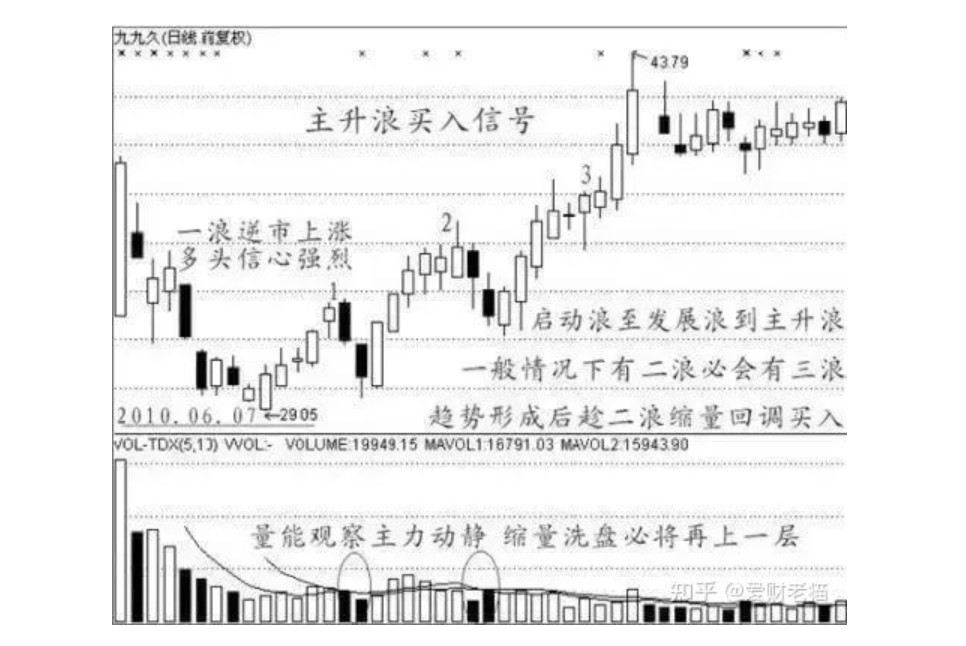 九九久(日线.前复权)
43.79
主升浪买入信号
3
2
一浪逆市上涨
多头信心强烈
1
启动浪至发展浪到主升浪
一般情况下有二浪必会有三浪
2010.06.07 ←29.05
趋势形成后趁二浪缩量回调买入
VOL-TDX(5,10) VVOL:- VOLUME:19949.15 MAVOL1:16791.03 MAVOL2:15943.90
量能观察主力动静 缩量洗盘必将再上一层
知乎 @爱财老猫